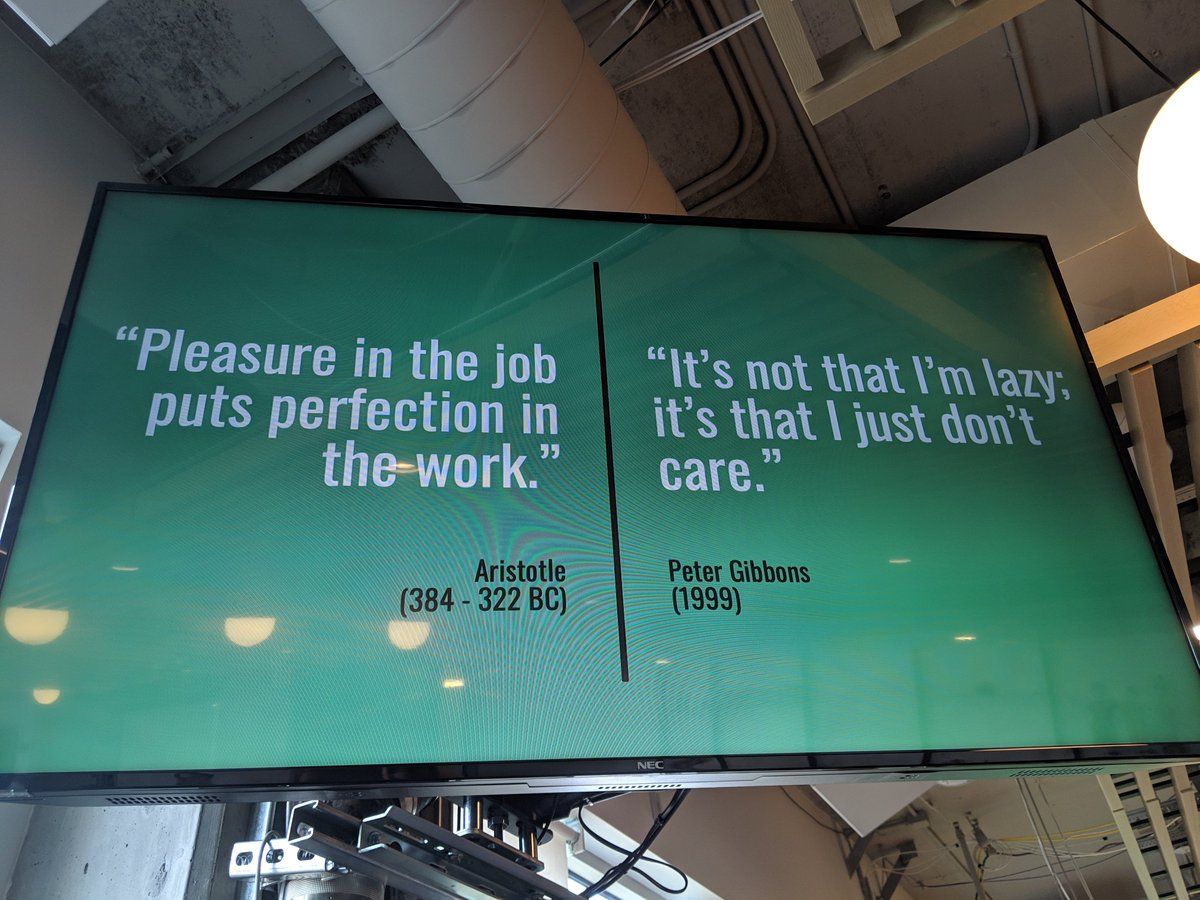 “Pleasure in the job
puts perfection in
the work.”
Aristotle
(384 - 322 BC)
“It’s not that I’m lazy;
it’s that I just don’t
care.”
Peter Gibbons
(1999)
NEC